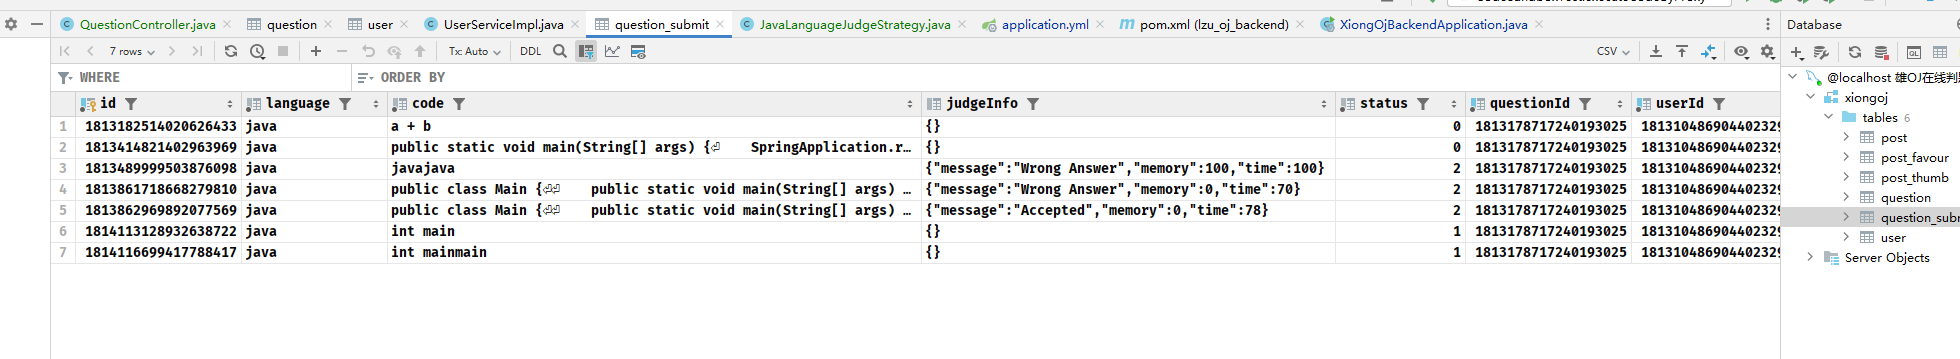 QuestionController.java question user UserServiceImpl.java question_submit JavaLanguageJudgeStrategy.java application.yml pom.xml (lzu_oj_backend) XiongOjBackendApplication.java Database
7 rows Tx: Auto DDL CSV
WHERE ORDER BY
@localhost 雄OJ在线判
id language code judgeInfo status questionId userId
xiongoj
tables 6
1 1813182514020626433 java a + b {} 0 1813178717240193025 181310486904402329
post
2 1813414821402963969 java public static void main(String[] args) {⏎ SpringApplication.r… {} 0 1813178717240193025 181310486904402329
post_favour
3 1813489999503876098 java javajava {"message":"Wrong Answer","memory":100,"time":100} 2 1813178717240193025 181310486904402329
post_thumb
4 1813861718668279810 java public class Main {⏎⏎ public static void main(String[] args) … {"message":"Wrong Answer","memory":0,"time":70} 2 1813178717240193025 181310486904402329
question
5 1813862969892077569 java public class Main {⏎⏎ public static void main(String[] args) … {"message":"Accepted","memory":0,"time":78} 2 1813178717240193025 181310486904402329
question_subr
6 1814113128932638722 java int main {} 1 1813178717240193025 181310486904402329
user
7 1814116699417788417 java int mainmain {} 1 1813178717240193025 181310486904402329
Server Objects